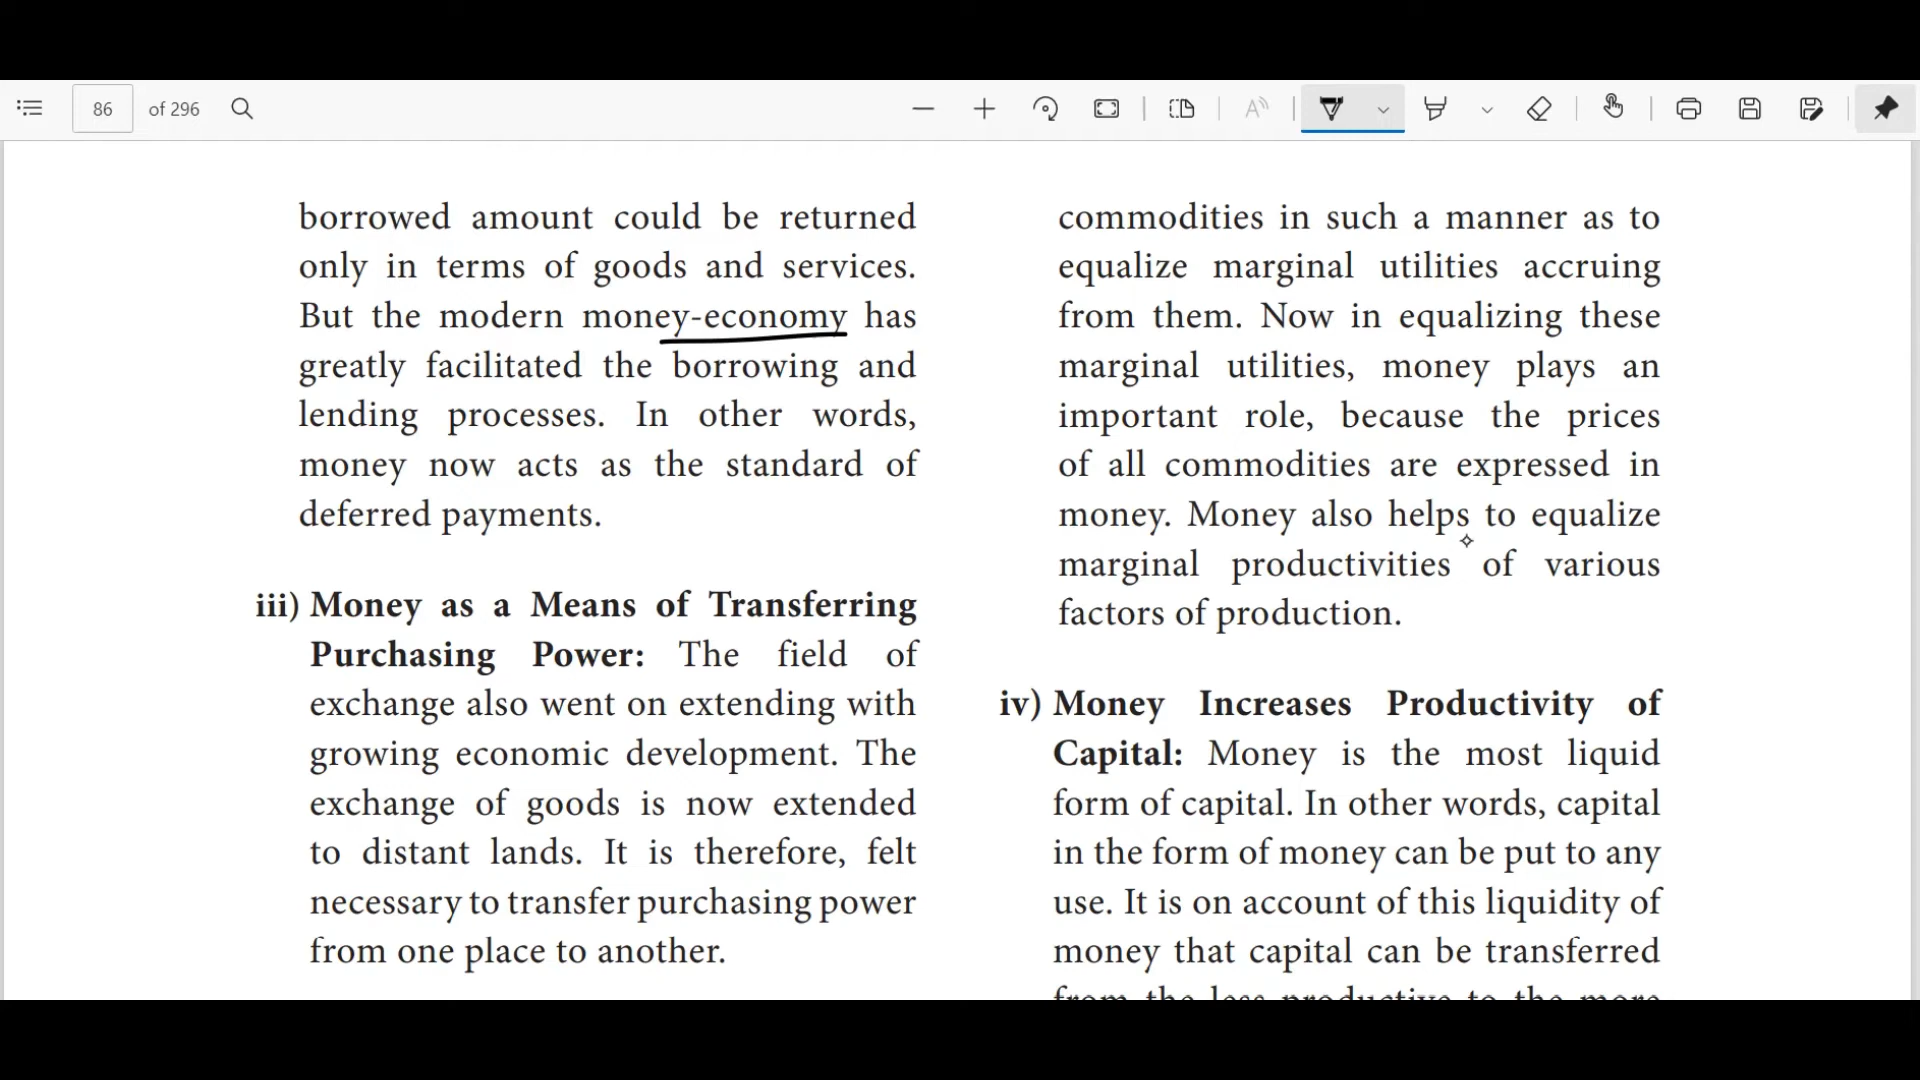 86 of 296
borrowed amount could be returned
only in terms of goods and services.
But the modern money-economy has
greatly facilitated the borrowing and
lending processes. In other words,
money now acts as the standard of
deferred payments.
iii) Money as a Means of Transferring
Purchasing Power: The field of
exchange also went on extending with
growing economic development. The
exchange of goods is now extended
to distant lands. It is therefore, felt
necessary to transfer purchasing power
from one place to another.
commodities in such a manner as to
equalize marginal utilities accruing
from them. Now in equalizing these
marginal utilities, money plays an
important role, because the prices
of all commodities are expressed in
money. Money also helps to equalize
marginal productivities of various
factors of production.
iv) Money Increases Productivity of
Capital: Money is the most liquid
form of capital. In other words, capital
in the form of money can be put to any
use. It is on account of this liquidity of
money that capital can be transferred
from the less productive to the more